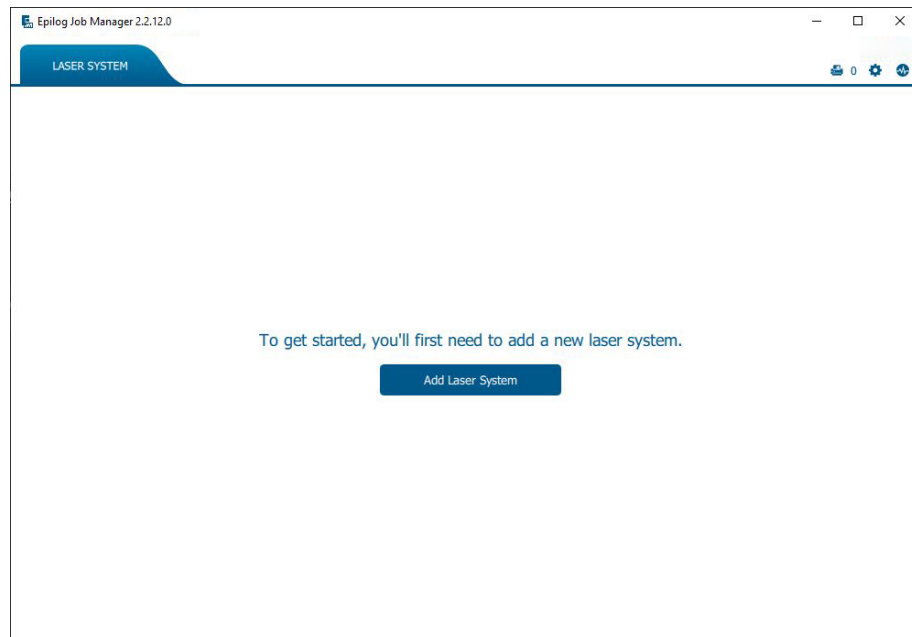 Epilog Job Manager 2.2.12.0
LASER SYSTEM
0
To get started, you'll first need to add a new laser system.
Add Laser System